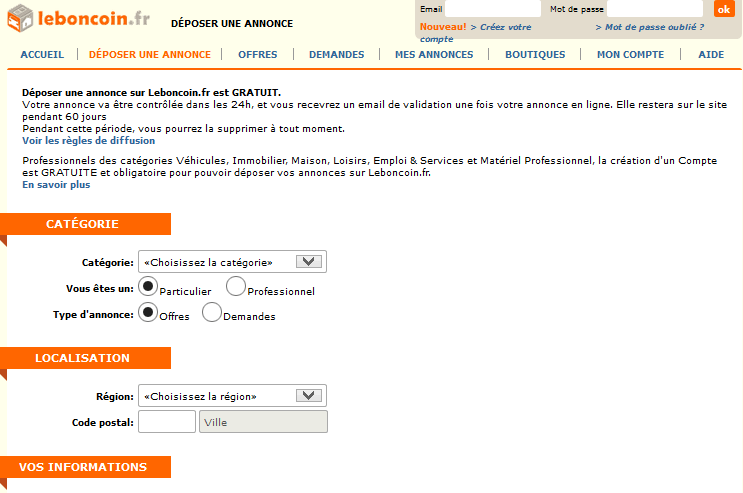 leboncoin.fr DÉPOSER UNE ANNONCE
Email Mot de passe ok
Nouveau! > Créez votre compte > Mot de passe oublié ?
ACCUEIL DÉPOSER UNE ANNONCE OFFRES DEMANDES MES ANNONCES BOUTIQUES MON COMPTE AIDE
Déposer une annonce sur Leboncoin.fr est GRATUIT.
Votre annonce va être contrôlée dans les 24h, et vous recevrez un email de validation une fois votre annonce en ligne. Elle restera sur le site
pendant 60 jours
Pendant cette période, vous pourrez la supprimer à tout moment.
Voir les règles de diffusion
Professionnels des catégories Véhicules, Immobilier, Maison, Loisirs, Emploi & Services et Matériel Professionnel, la création d'un Compte
est GRATUITE et obligatoire pour pouvoir déposer vos annonces sur Leboncoin.fr.
En savoir plus
CATÉGORIE
Catégorie: «Choisissez la catégorie»
Vous êtes un: Particulier Professionnel
Type d'annonce: Offres Demandes
LOCALISATION
Région: «Choisissez la région»
Code postal: Ville
VOS INFORMATIONS